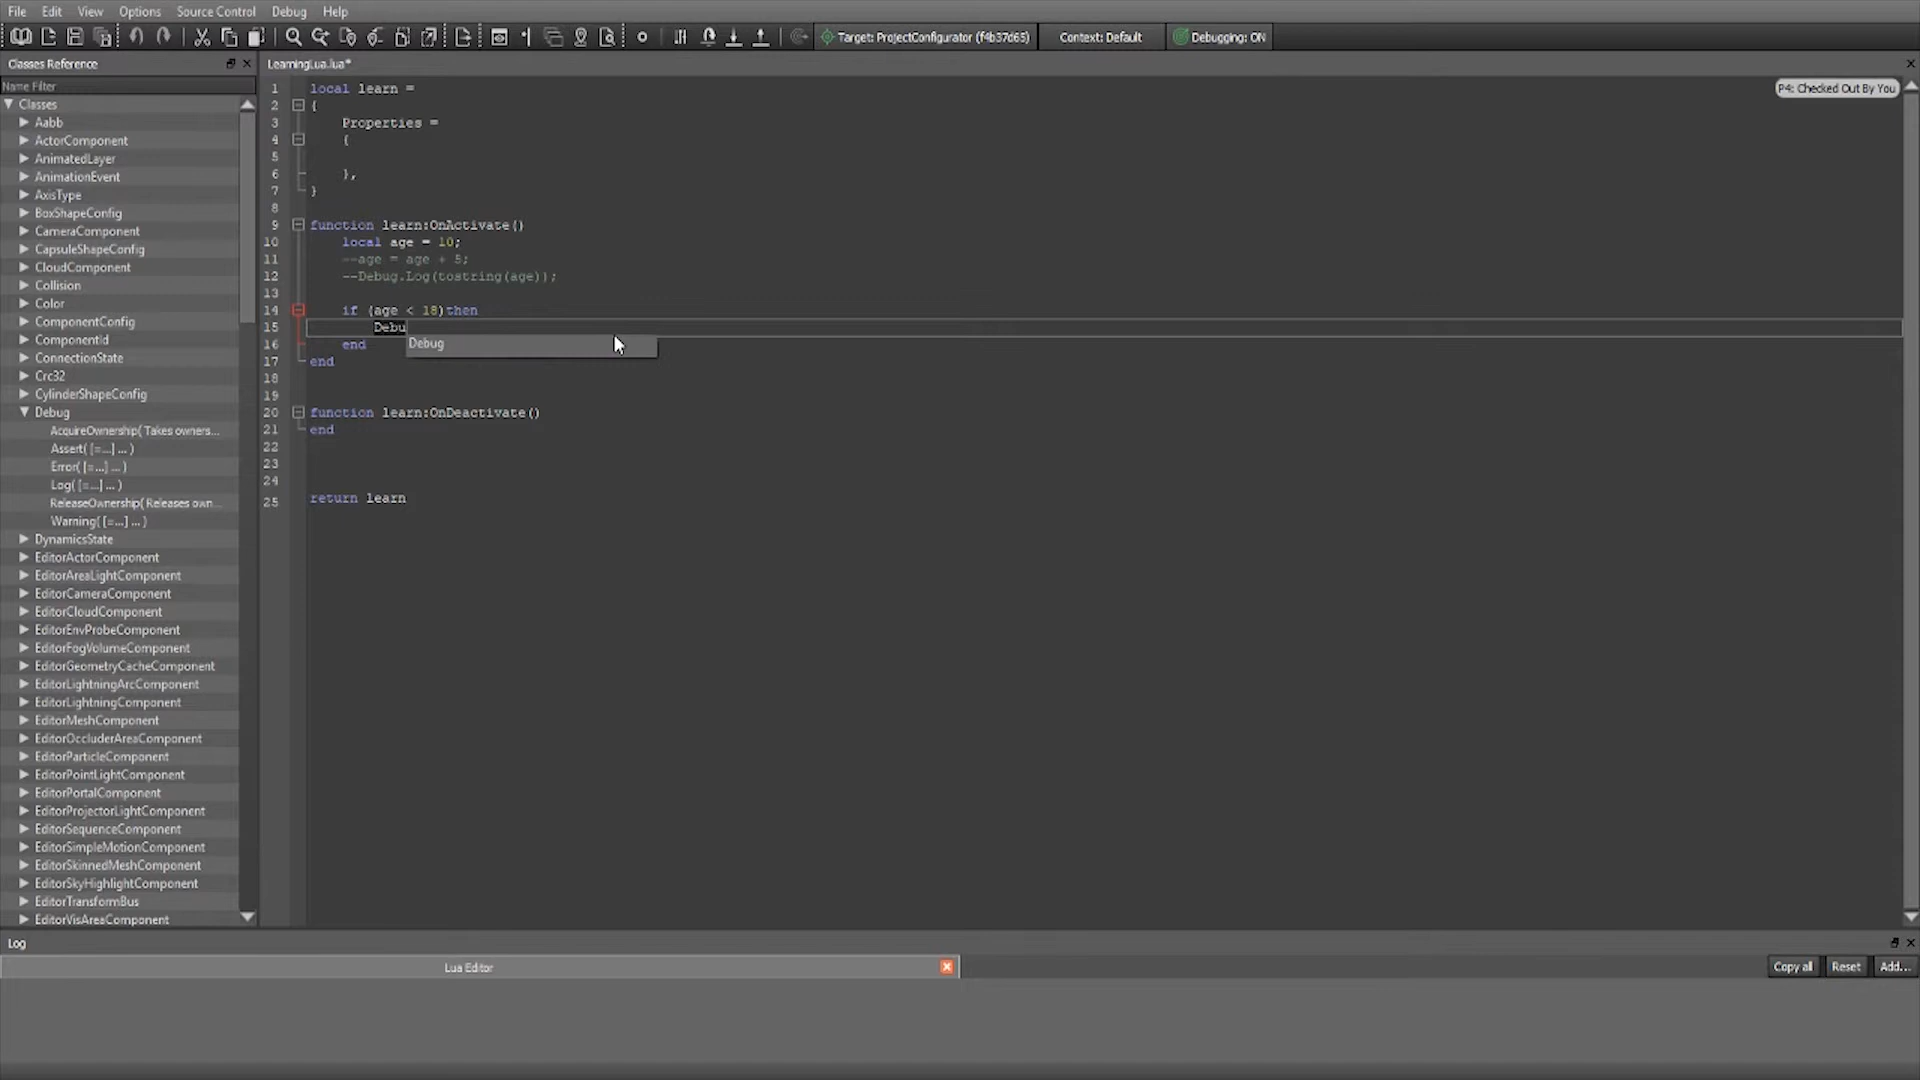 File Edit View Options Source Control Debug Help
Target: ProjectConfigurator (f4b37d65) Context: Default Debugging: ON
Classes Reference
LearningLua.lua*
Name Filter
P4: Checked Out By You
Classes
Aabb
ActorComponent
AnimatedLayer
AnimationEvent
AxisType
BoxShapeConfig
CameraComponent
CapsuleShapeConfig
CloudComponent
Collision
Color
ComponentConfig
ComponentId
ConnectionState
Crc32
CylinderShapeConfig
Debug
AcquireOwnership( Takes owners...
Assert( [=...] ... )
Error( [=...] ... )
Log( [=...] ... )
ReleaseOwnership( Releases own...
Warning( [=...] ... )
DynamicsState
EditorActorComponent
EditorAreaLightComponent
EditorCameraComponent
EditorCloudComponent
EditorEnvProbeComponent
EditorFogVolumeComponent
EditorGeometryCacheComponent
EditorLightningArcComponent
EditorLightningComponent
EditorMeshComponent
EditorOccluderAreaComponent
EditorParticleComponent
EditorPointLightComponent
EditorPortalComponent
EditorProjectorLightComponent
EditorSequenceComponent
EditorSimpleMotionComponent
EditorSkinnedMeshComponent
EditorSkyHighlightComponent
EditorTransformBus
EditorVisAreaComponent
1 local learn =
2 {
3 Properties =
4 {
5
6 },
7 }
8
9 function learn:OnActivate()
10 local age = 10;
11 --age = age + 5;
12 --Debug.Log(tostring(age));
13
14 if (age < 18)then
15 Debu
Debug
16 end
17 end
18
19
20 function learn:OnDeactivate()
21 end
22
23
24
25 return learn
Log
Lua Editor
Copy all Reset Add...